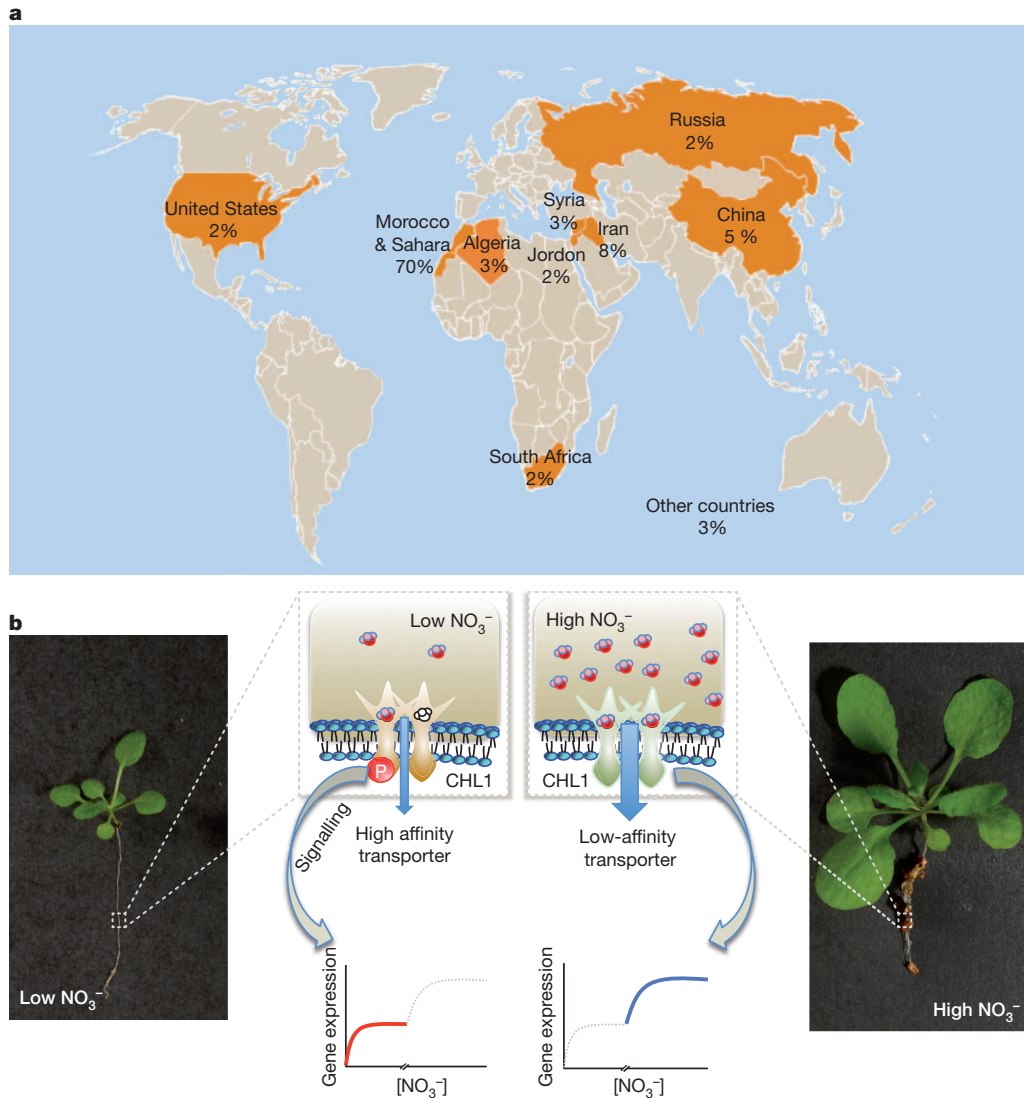 a
Russia
2%
United States
2%
Syria
3%
China
5 %
Morocco
& Sahara
70%
Algeria
3%
Iran
8%
Jordon
2%
South Africa
2%
Other countries
3%
b
Low NO₃⁻
High NO₃⁻
P
CHL1
CHL1
Signalling
High affinity
transporter
Low-affinity
transporter
Gene expression
[NO₃⁻]
Gene expression
[NO₃⁻]
Low NO₃⁻
High NO₃⁻